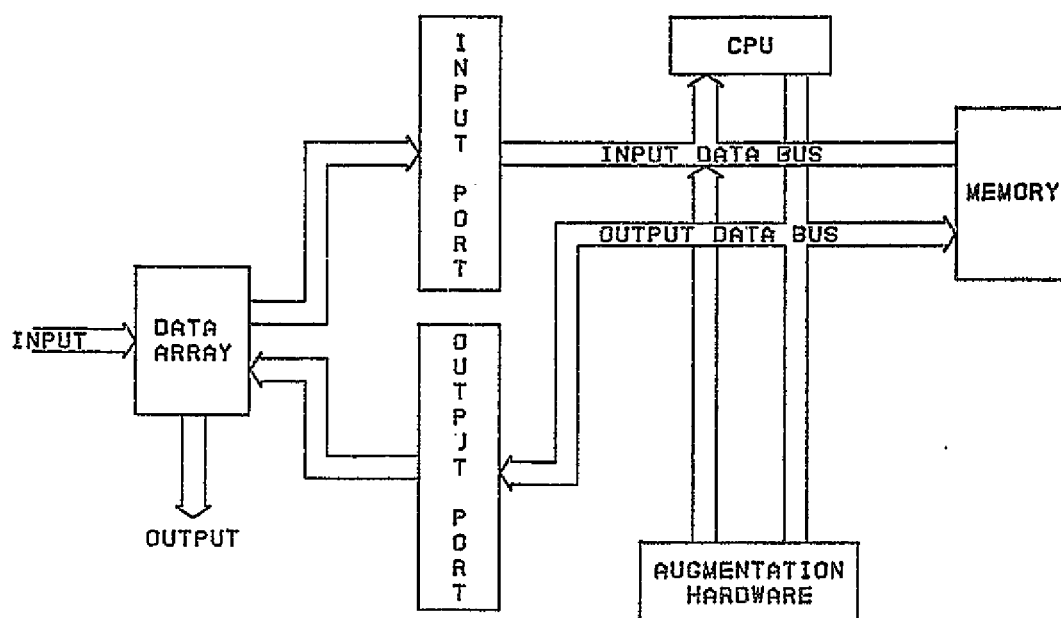 INPUT PORT
CPU
INPUT DATA BUS
MEMORY
OUTPUT DATA BUS
INPUT
DATA
ARRAY
OUTPUT PORT
OUTPUT
AUGMENTATION
HARDWARE